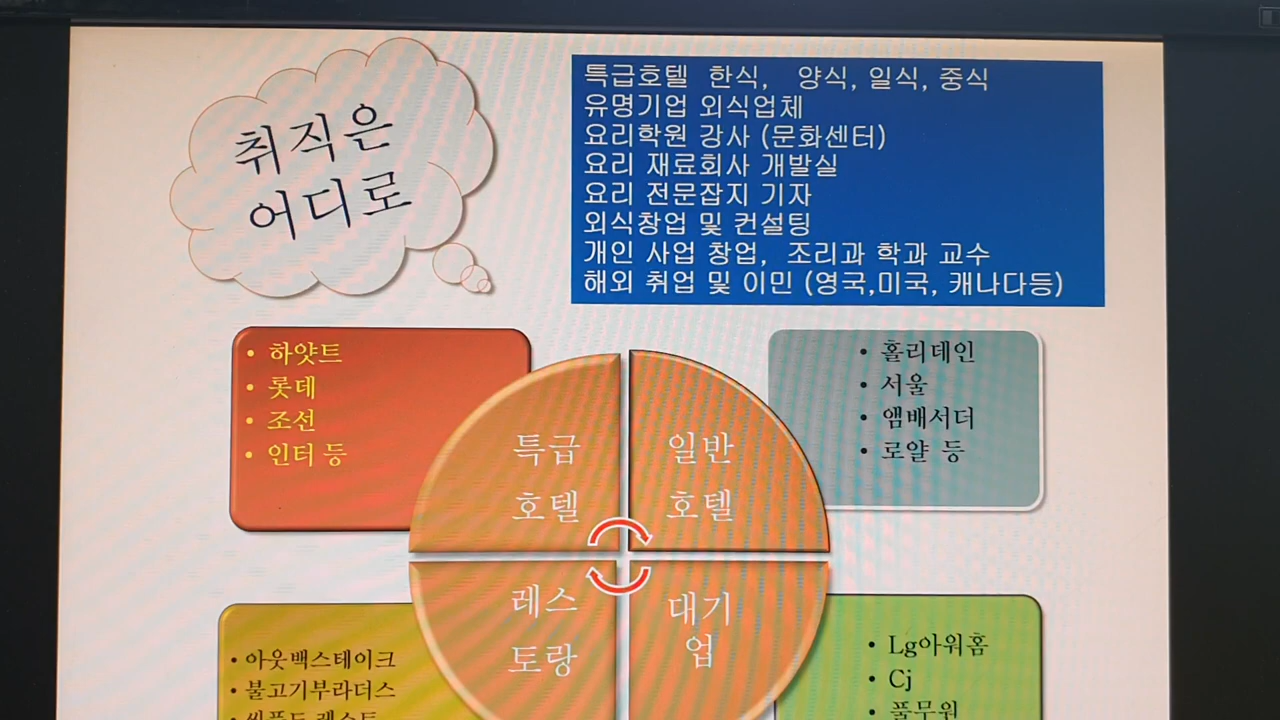 취직은
어디로
특급호텔 한식, 양식, 일식, 중식
유명기업 외식업체
요리학원 강사 (문화센터)
요리 재료회사 개발실
요리 전문잡지 기자
외식창업 및 컨설팅
개인 사업 창업, 조리과 학과 교수
해외 취업 및 이민 (영국,미국, 캐나다등)
• 하얏트
• 롯데
• 조선
• 인터 등
특급
호텔
일반
호텔
• 홀리데인
• 서울
• 앰배서더
• 로얄 등
• 아웃백스테이크
• 불고기부라더스
레스
토랑
대기
업
• Lg아워홈
• Cj
• 풀무원